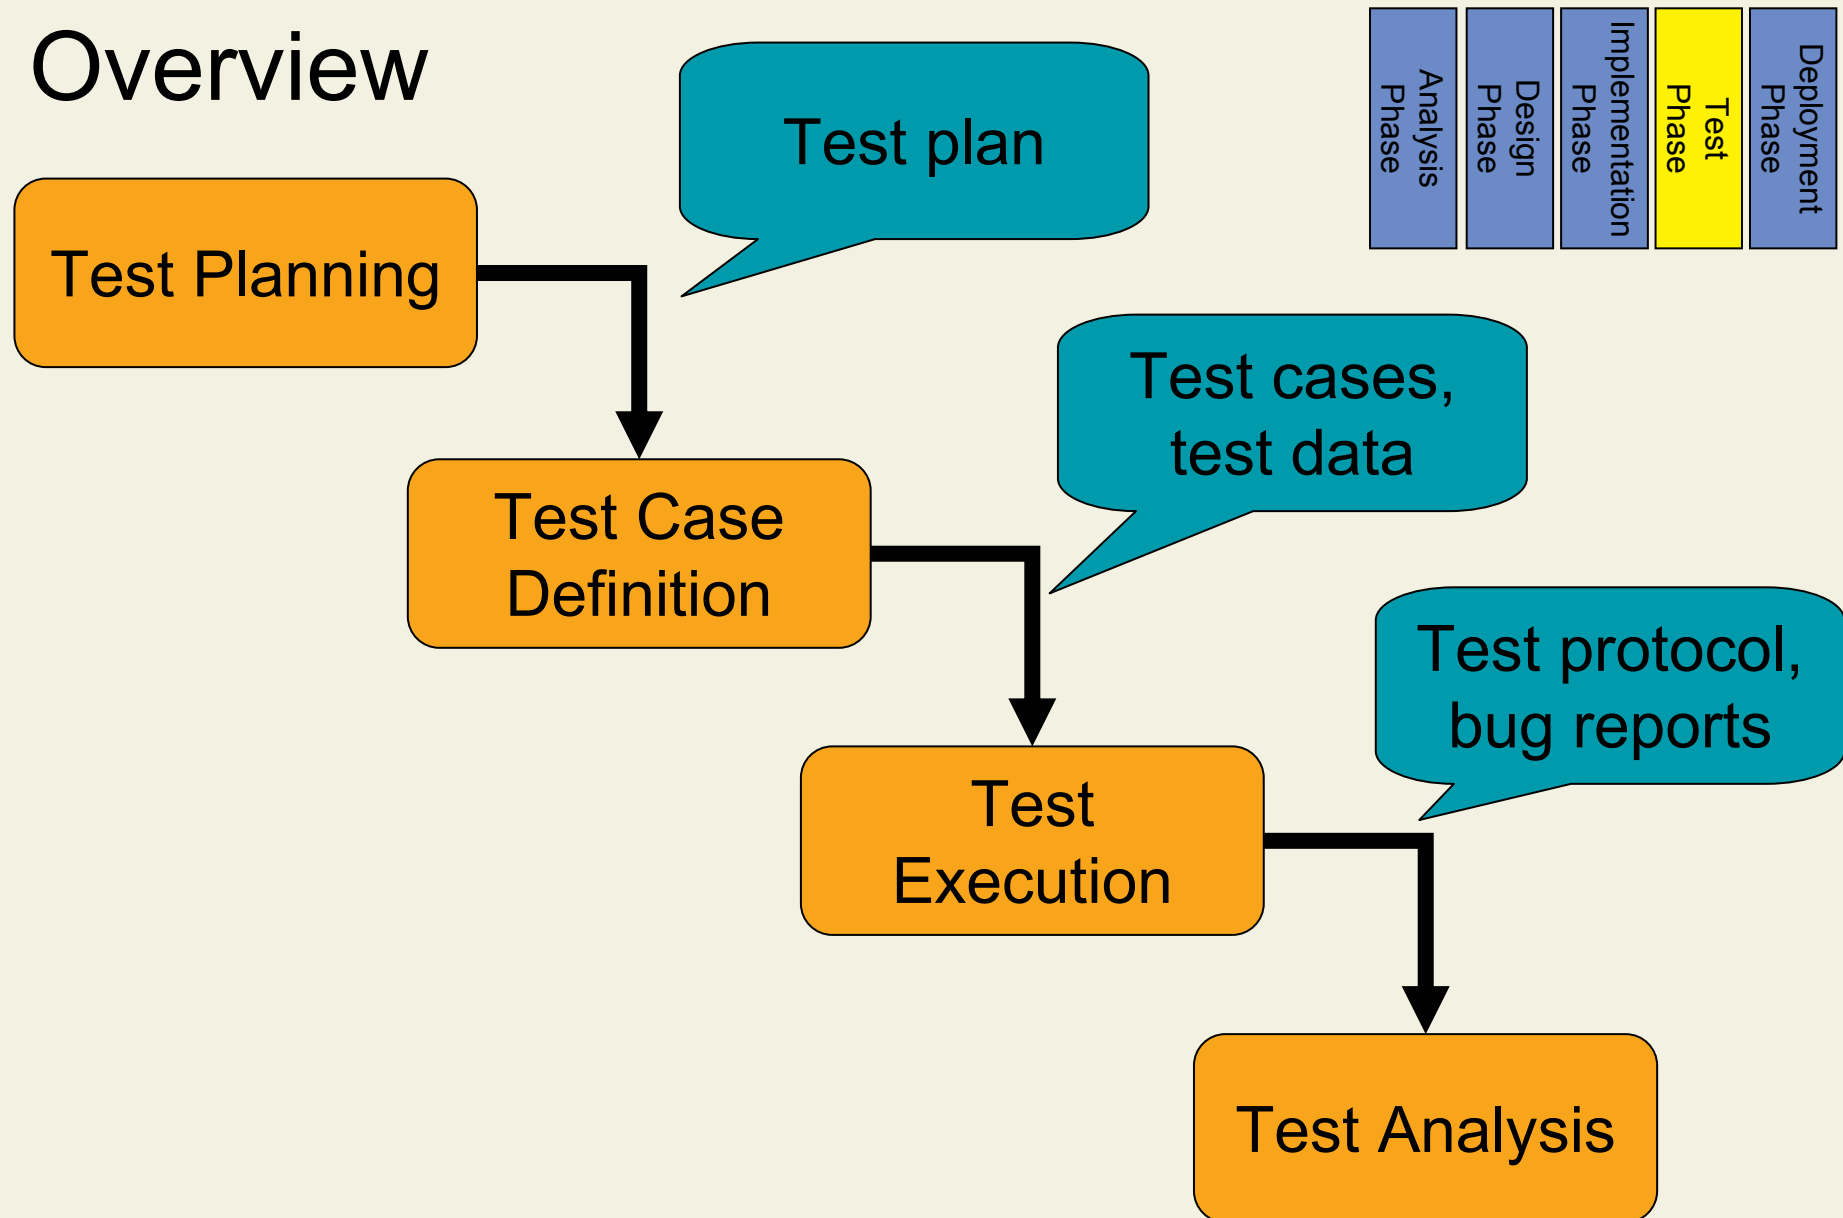 Overview
Analysis
Phase
Design
Phase
Implementation
Phase
Test
Phase
Deployment
Phase
Test plan
Test Planning
Test cases,
test data
Test Case
Definition
Test protocol,
bug reports
Test
Execution
Test Analysis